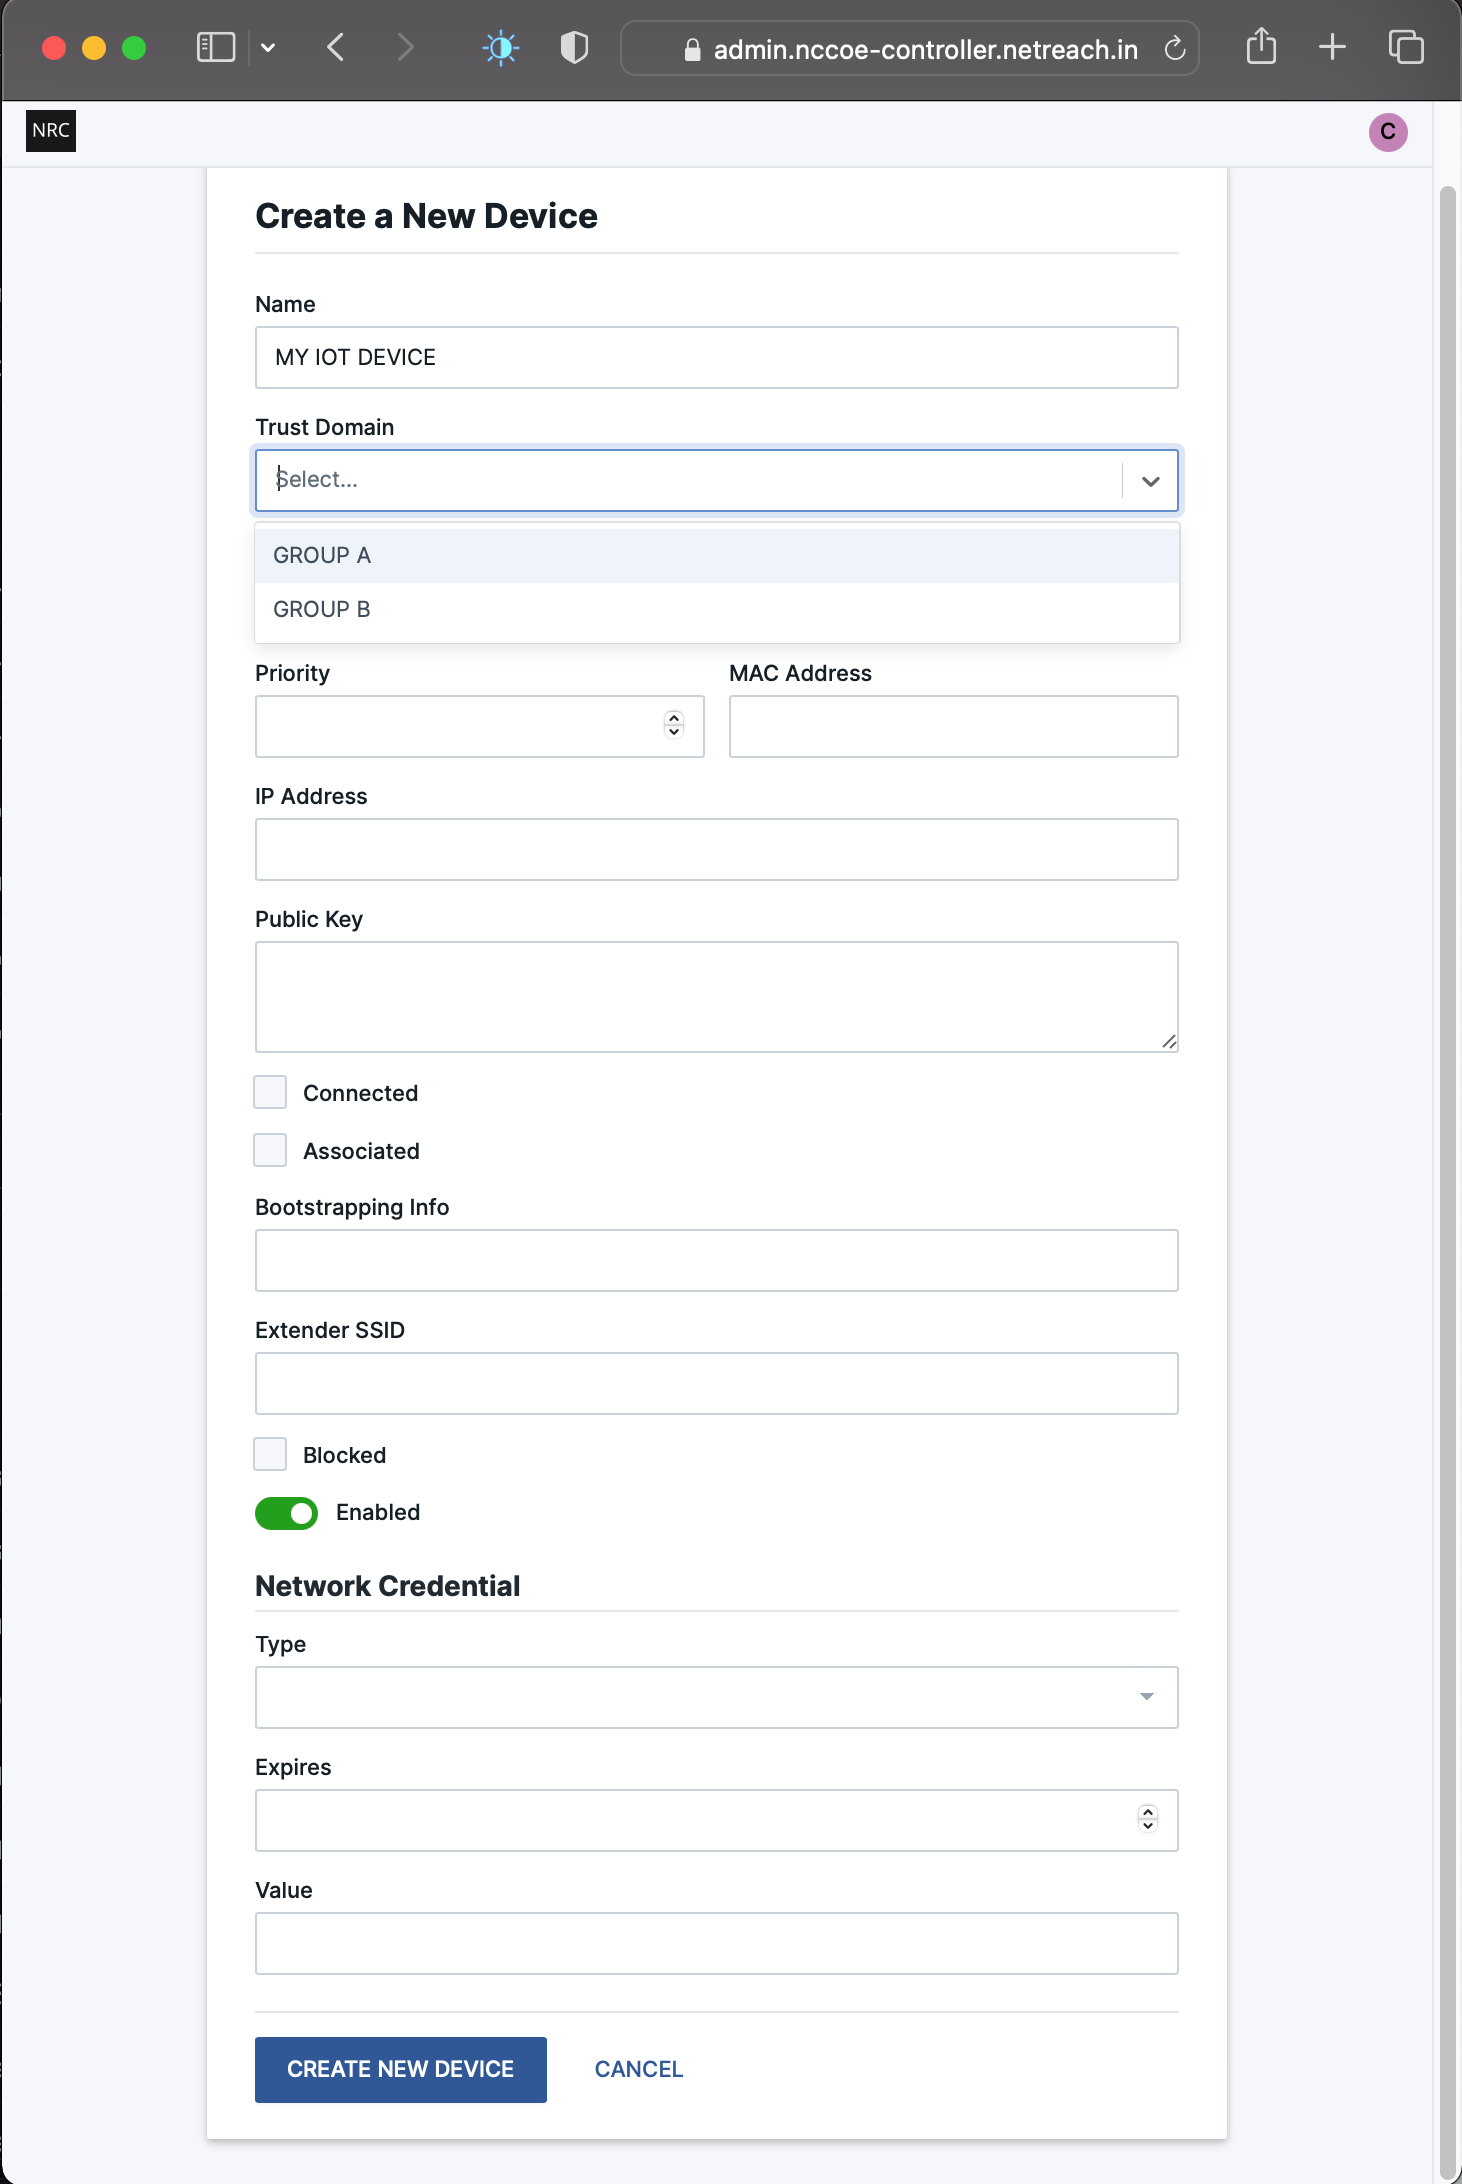 admin.nccoe-controller.netreach.in
NRC
C
Create a New Device
Name
MY IOT DEVICE
Trust Domain
Select...
GROUP A
GROUP B
Priority
MAC Address
IP Address
Public Key
Connected
Associated
Bootstrapping Info
Extender SSID
Blocked
Enabled
Network Credential
Type
Expires
Value
CREATE NEW DEVICE
CANCEL